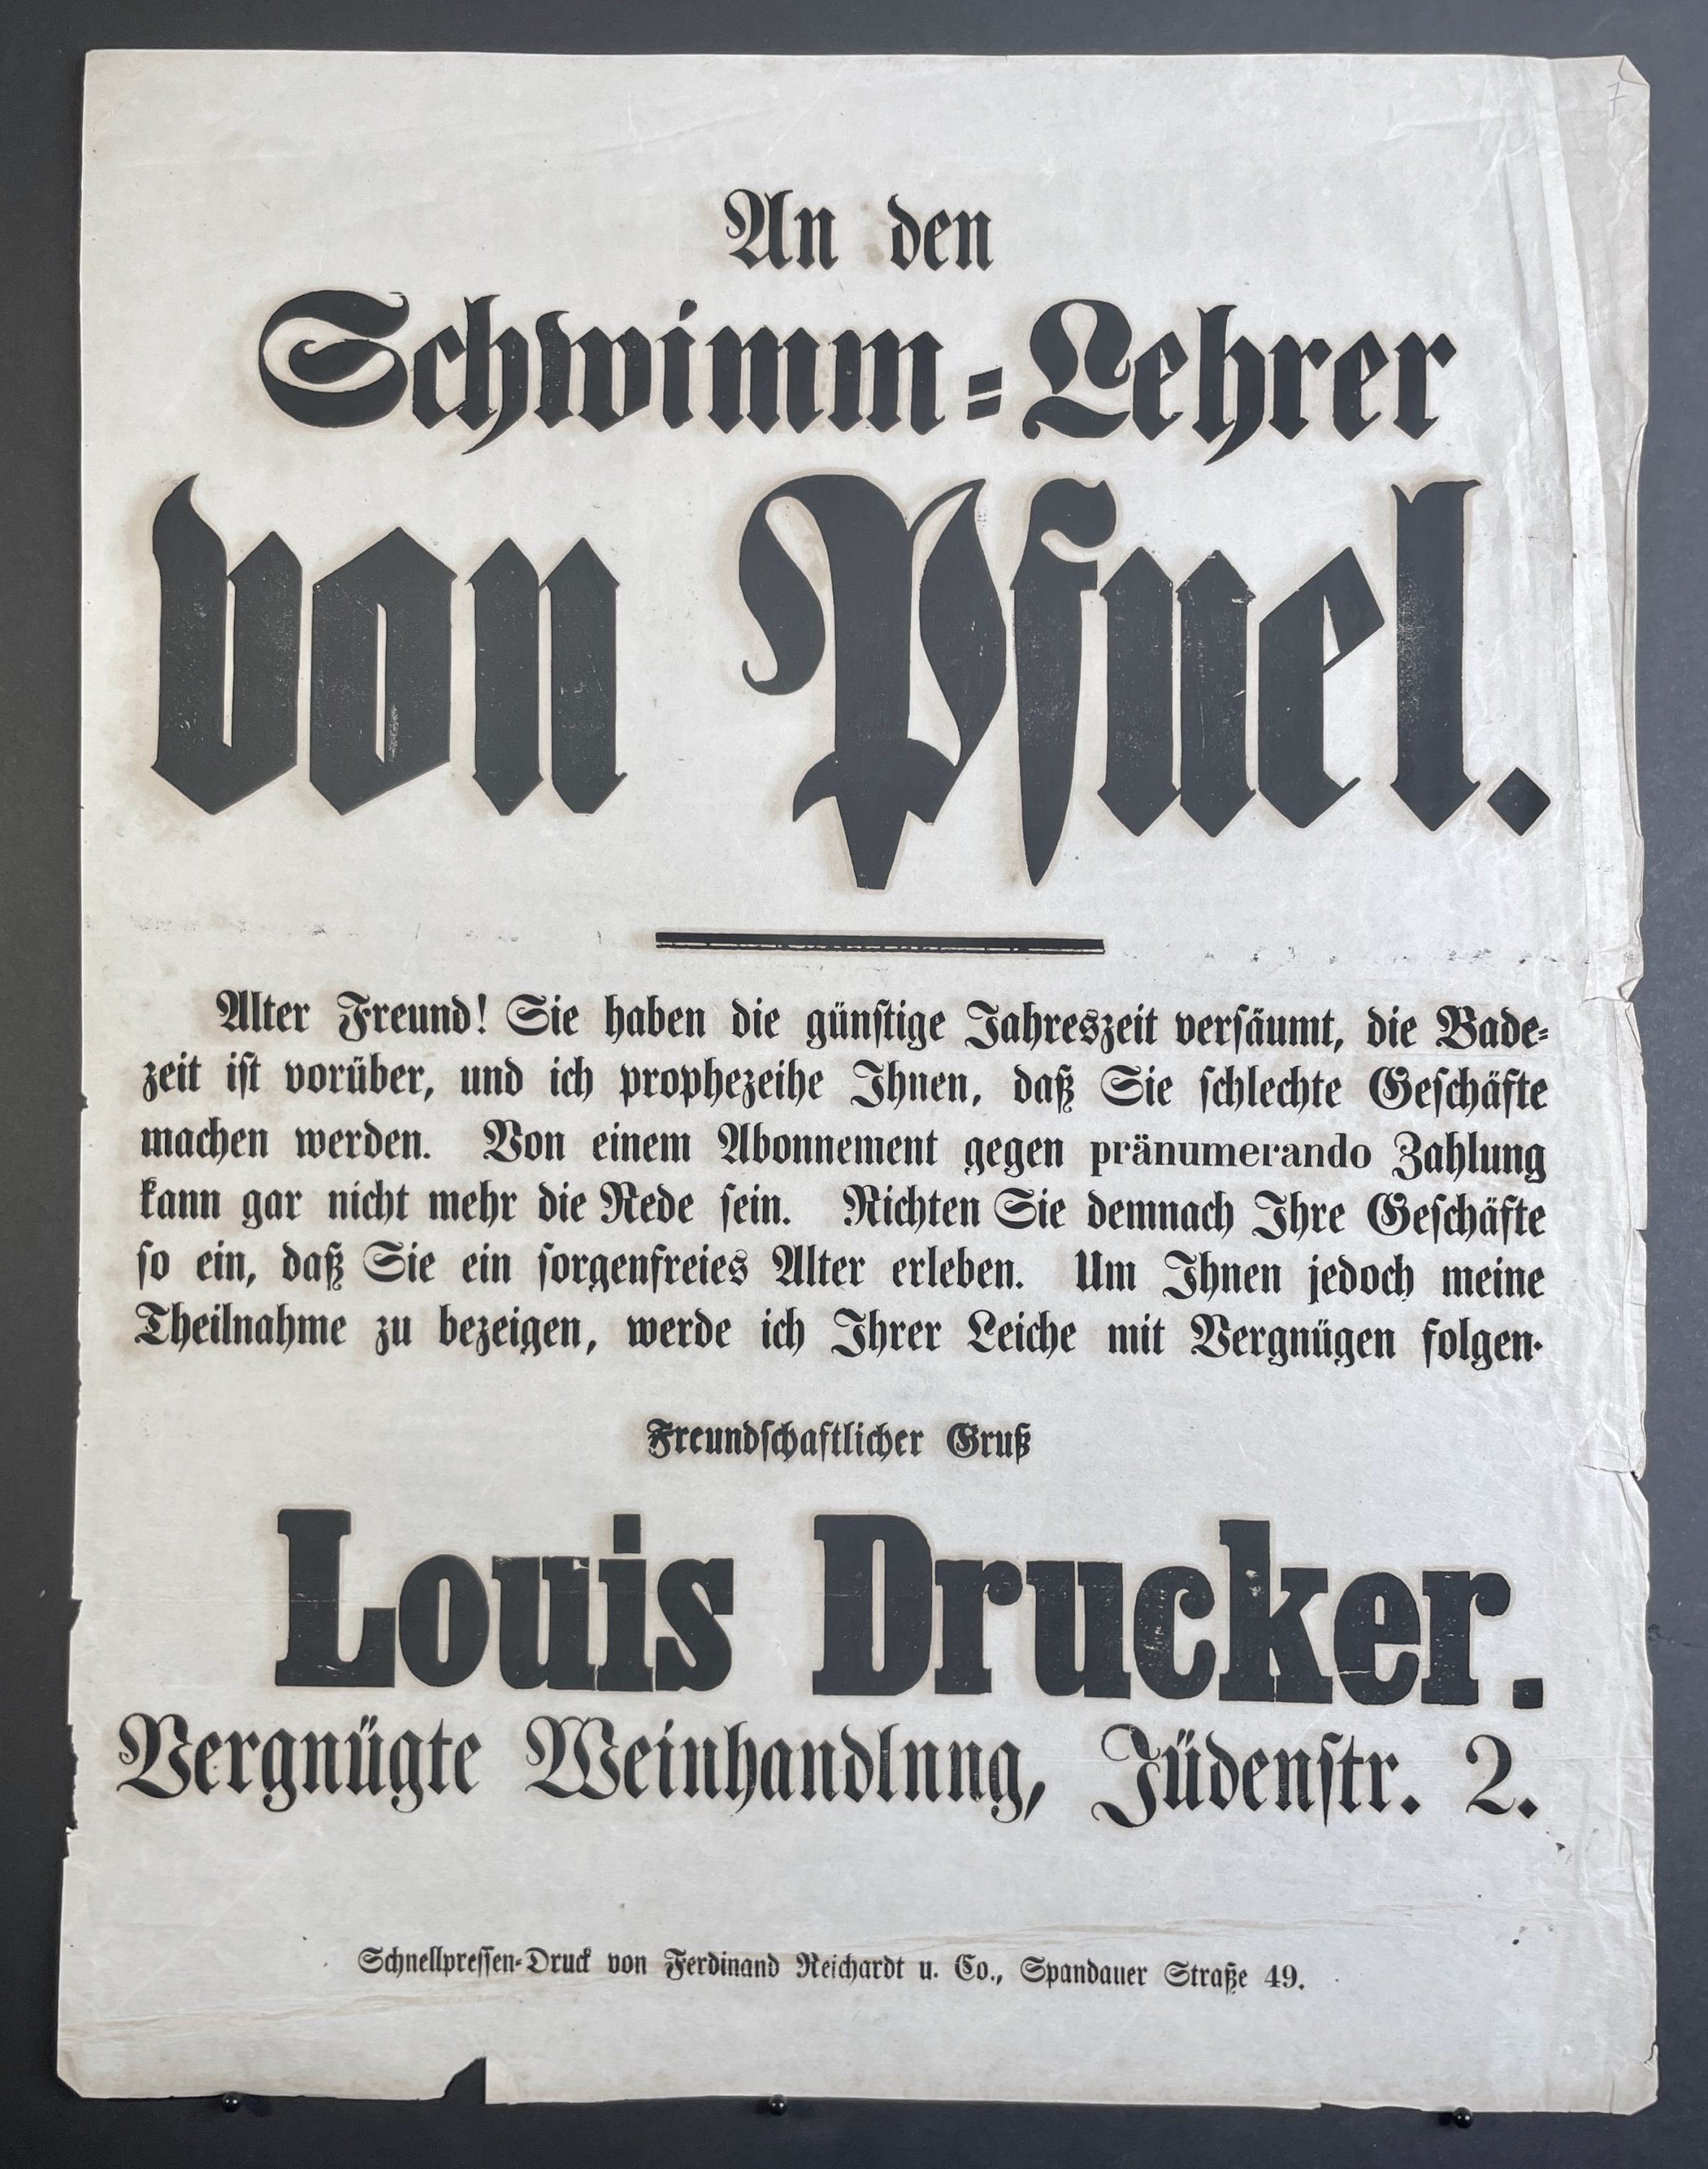 An den
Schwimm=Lehrer
von Pfuel.
Alter Freund! Sie haben die günstige Jahreszeit versäumt, die Bade=
zeit ist vorüber, und ich prophezeihe Ihnen, daß Sie schlechte Geschäfte
machen werden. Von einem Abonnement gegen pränumerando Zahlung
kann gar nicht mehr die Rede sein. Richten Sie demnach Ihre Geschäfte
so ein, daß Sie ein sorgenfreies Alter erleben. Um Ihnen jedoch meine
Theilnahme zu bezeigen, werde ich Ihrer Leiche mit Vergnügen folgen.
Freundschaftlicher Gruß
Louis Drucker.
Vergnügte Weinhandlnng, Jüdenstr. 2.
Schnellpressen-Druck von Ferdinand Reichardt u. Co., Spandauer Straße 49.